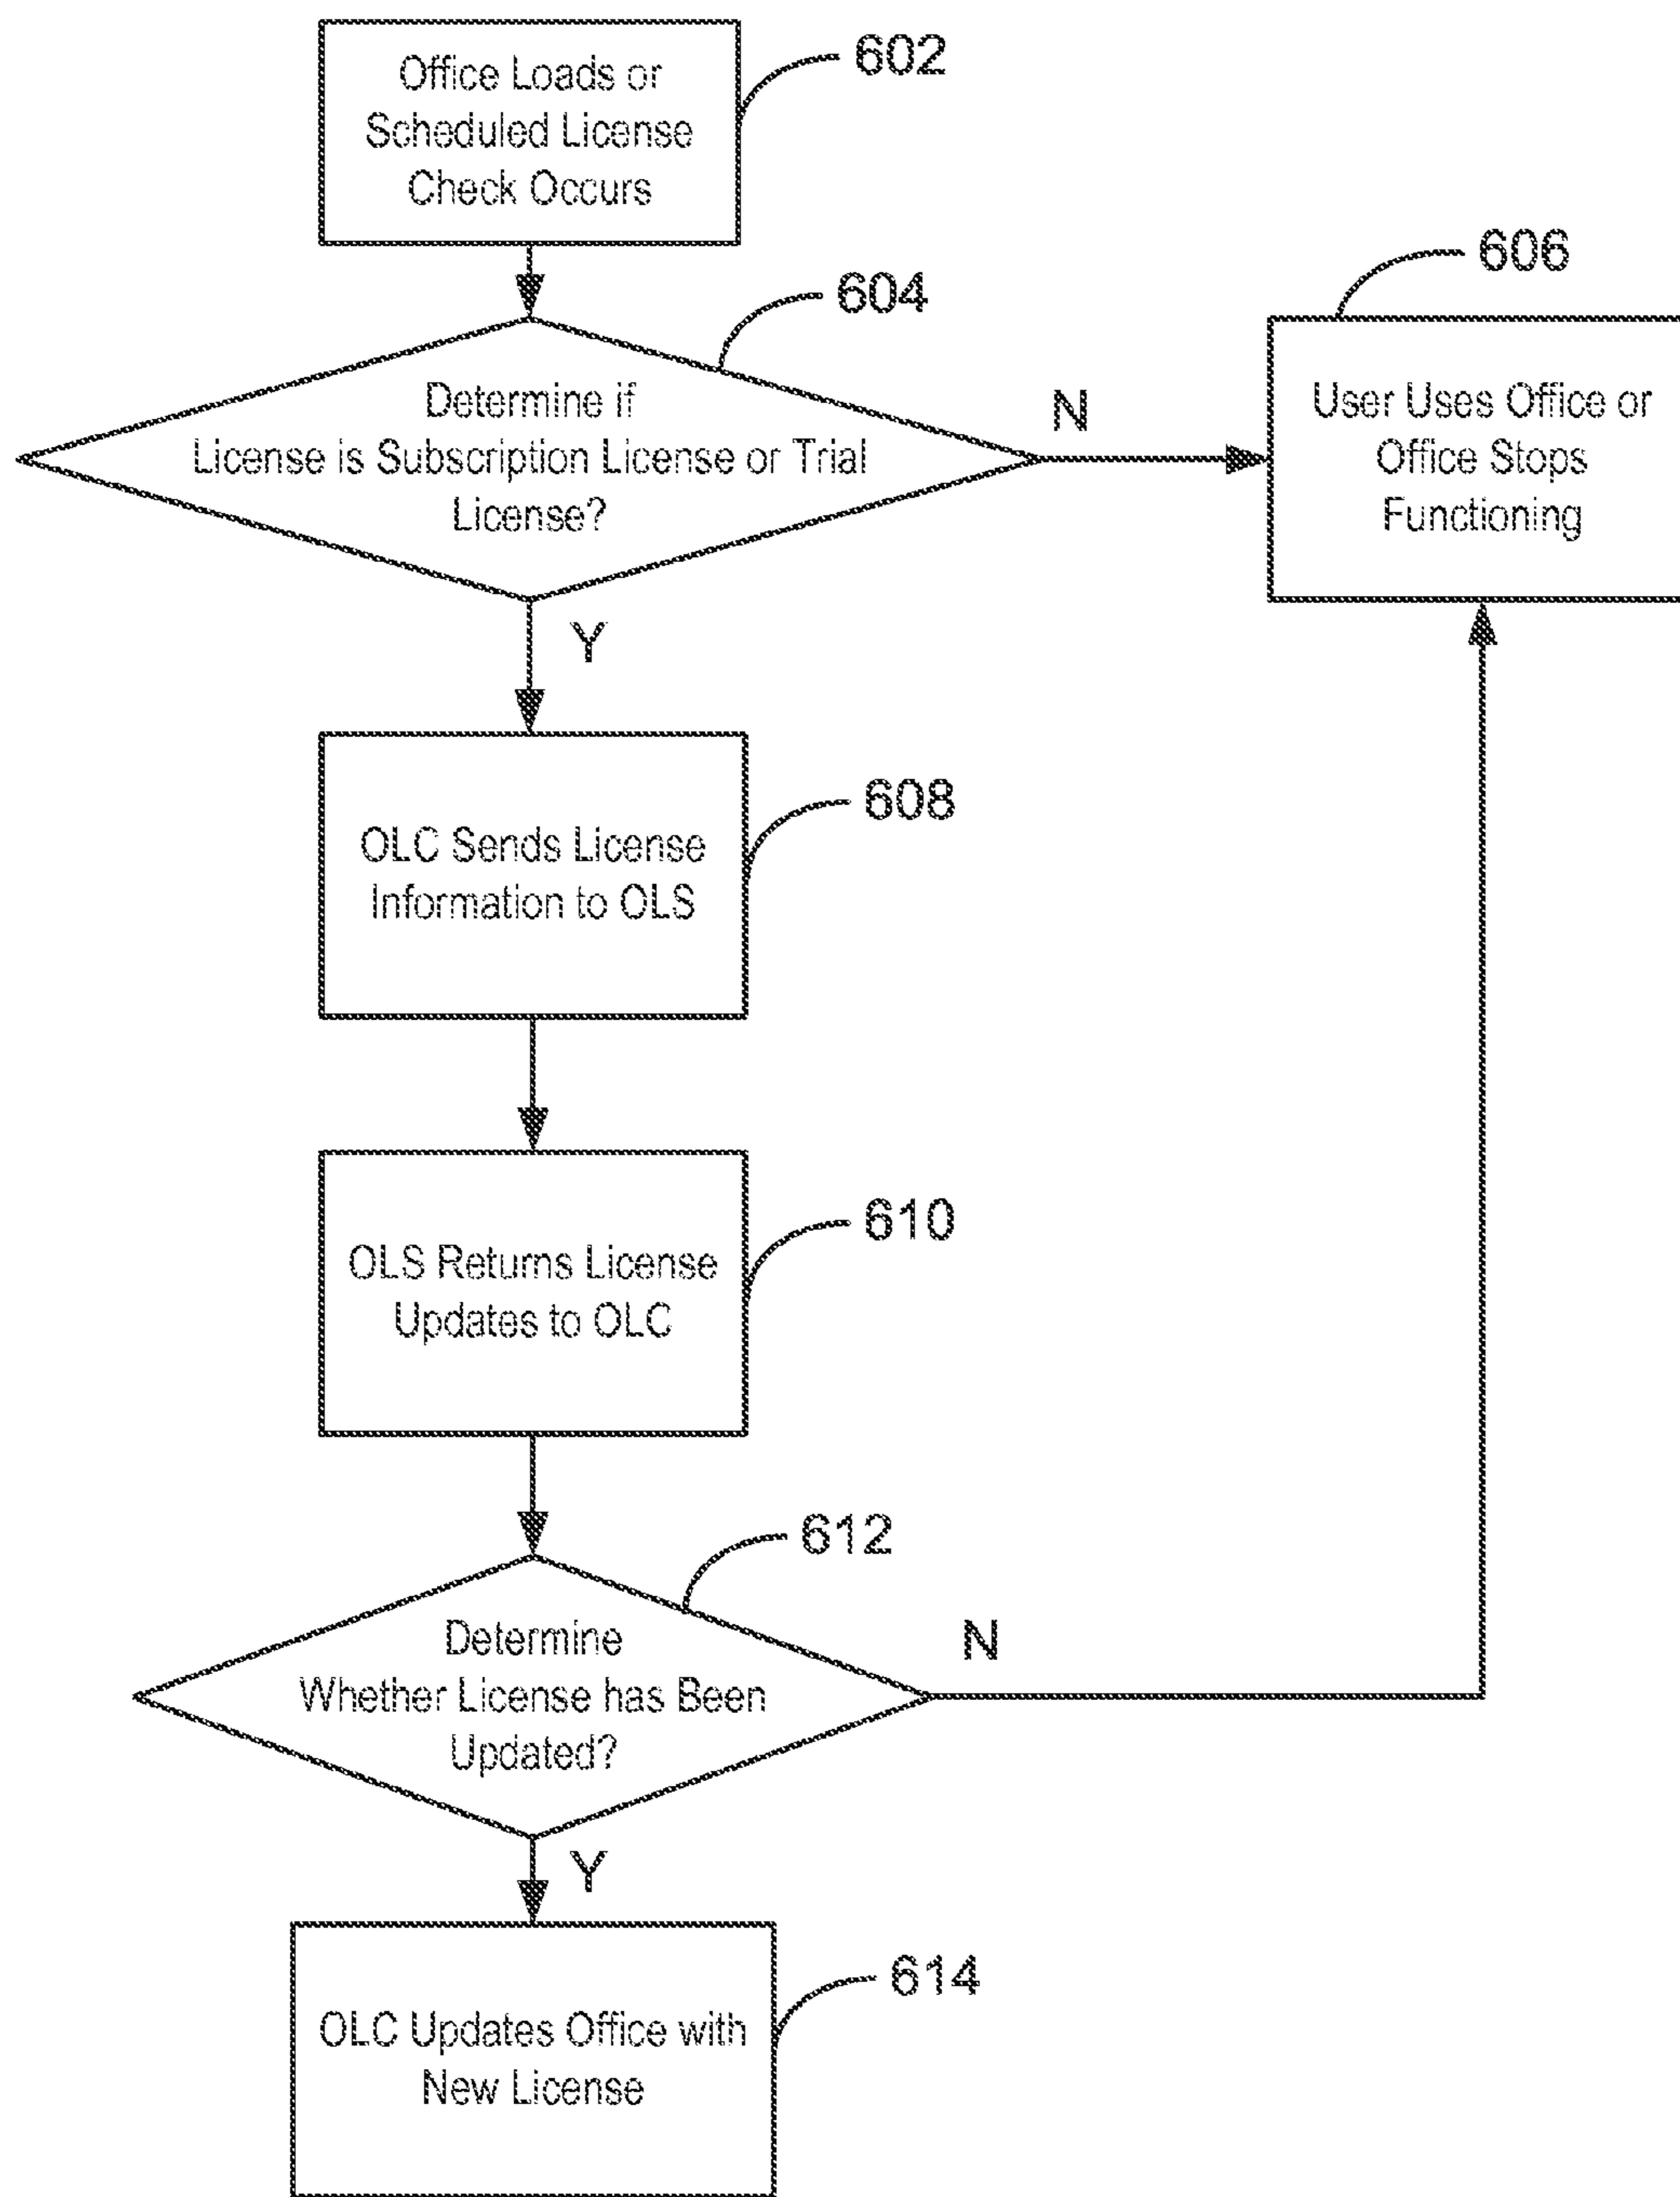 Office Loads or
Scheduled License
Check Occurs
602
604
Determine if
License is Subscription License or Trial
License?
N
606
User Uses Office or
Office Stops
Functioning
Y
608
OLC Sends License
Information to OLS
610
OLS Returns License
Updates to OLC
612
Determine
Whether License has Been
Updated?
N
Y
614
OLC Updates Office with
New License